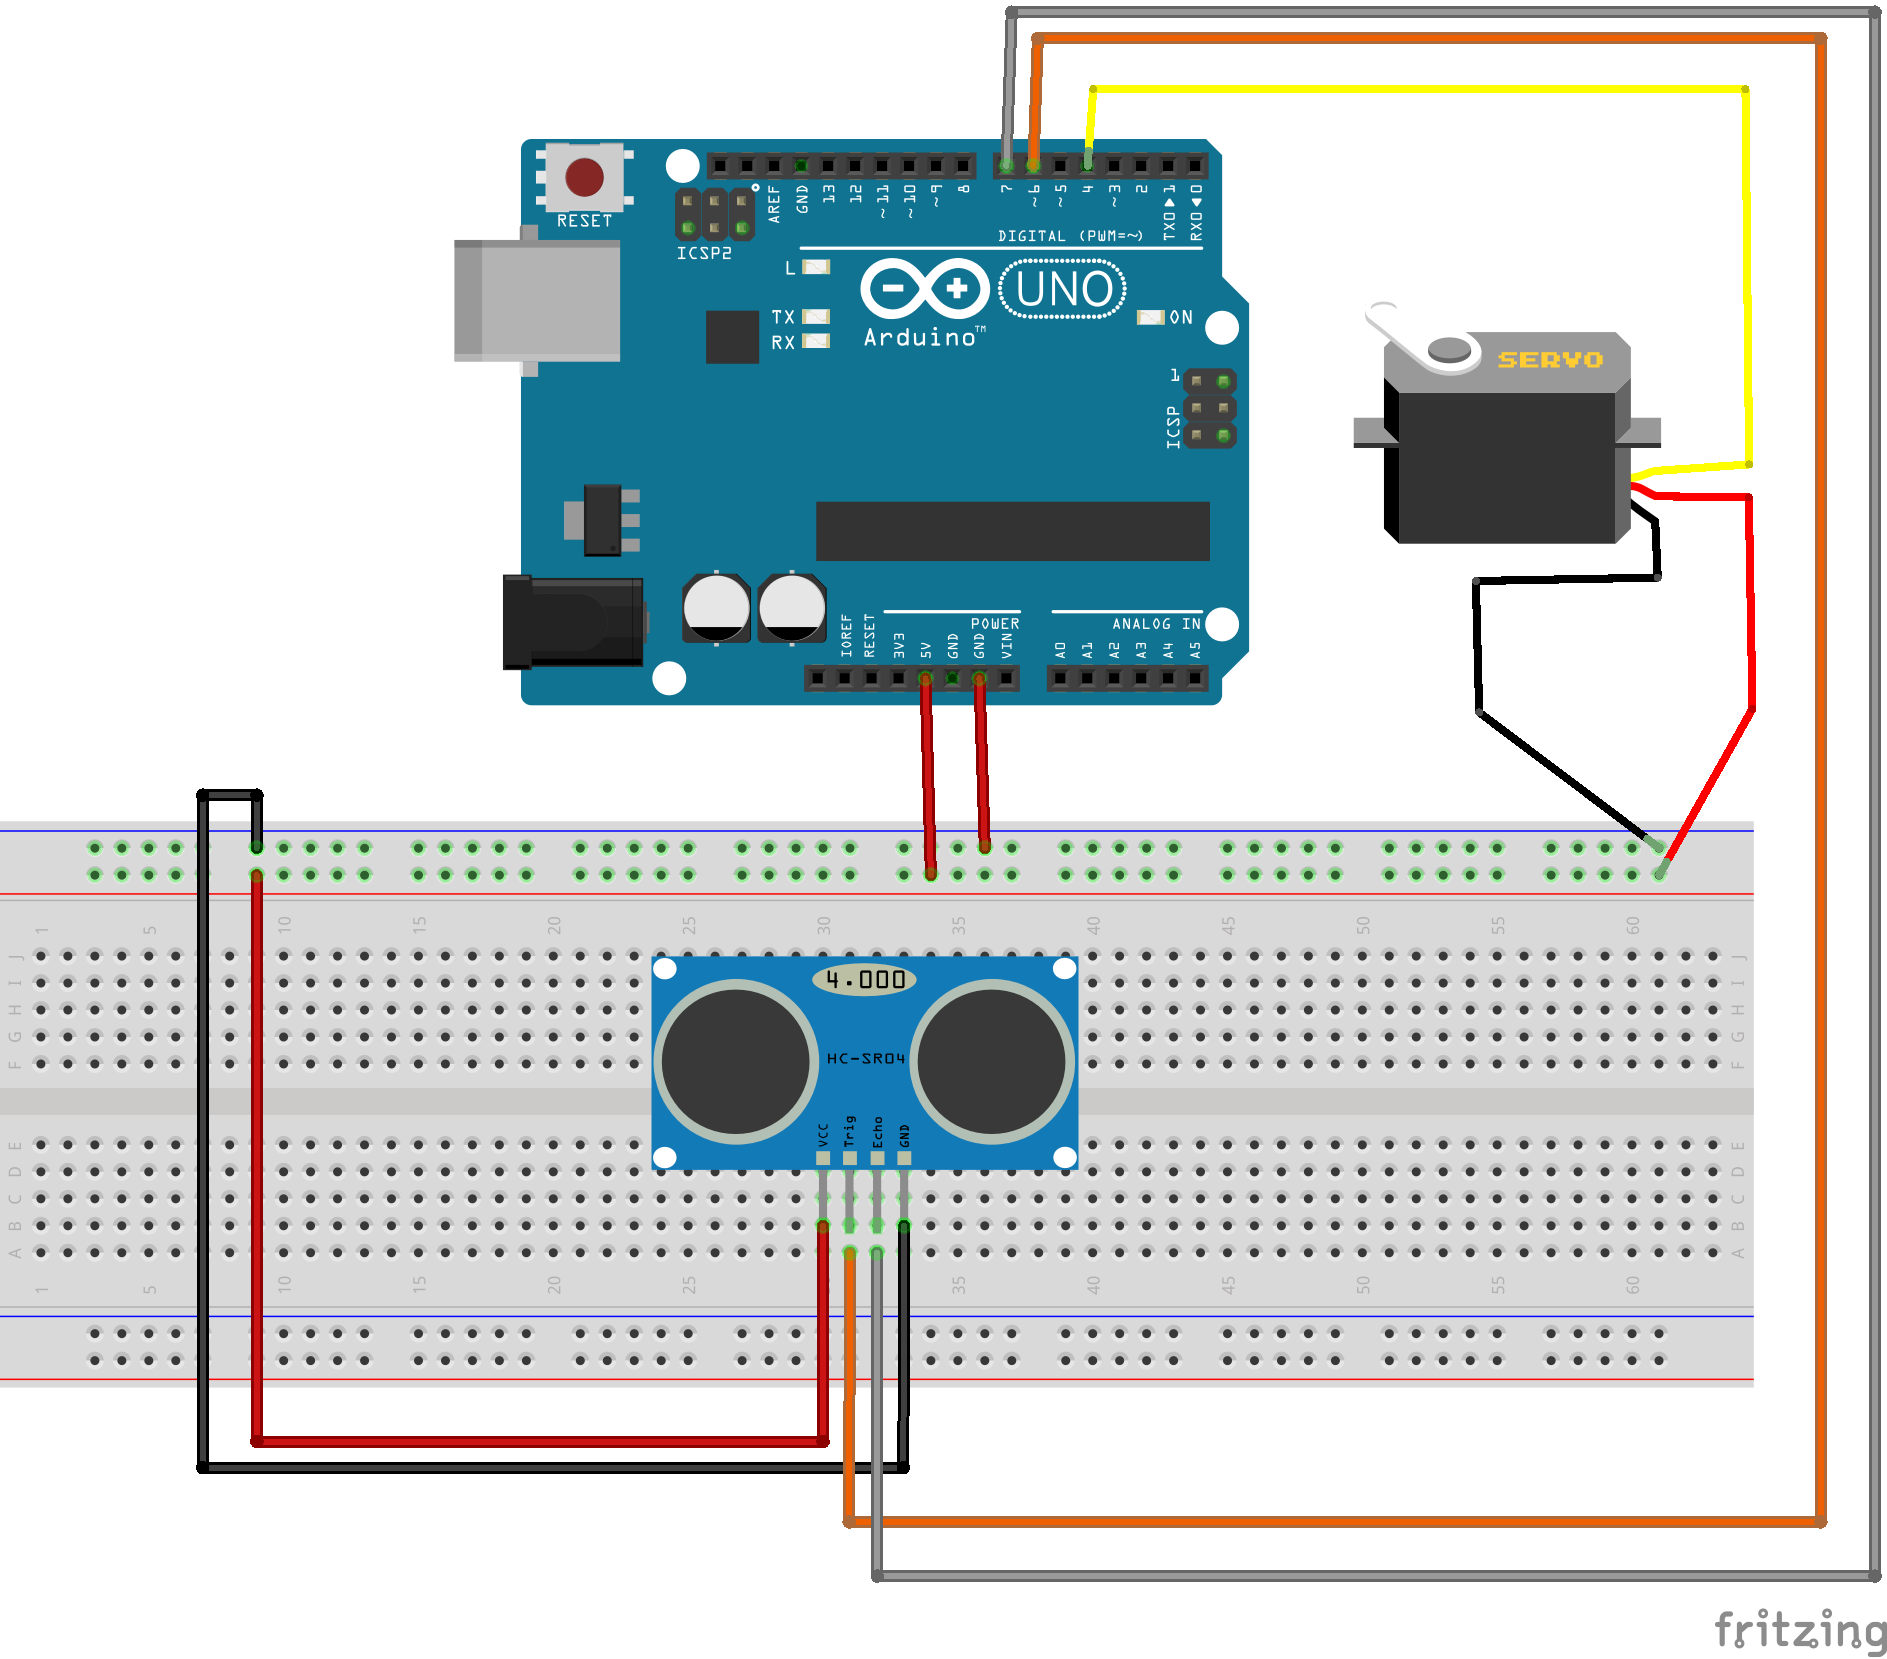 RESET
ICSP2
AREF
GND
13
12
~11
~10
~9
8
7
~6
~5
4
~3
2
TX0▶1
RX0◀0
DIGITAL (PWM=~)
L
TX
RX
Arduino™
UNO
ON
1
ICSP
SERVO
POWER
ANALOG IN
IOREF
RESET
3V3
5V
GND
GND
VIN
A0
A1
A2
A3
A4
A5
1 5 10 15 20 25 30 35 40 45 50 55 60
J J
I I
H H
G G
F F
4.000
HC-SR04
VCC
Trig
Echo
GND
E E
D D
C C
B B
A A
1 5 10 15 20 25 35 40 45 50 55 60
fritzing